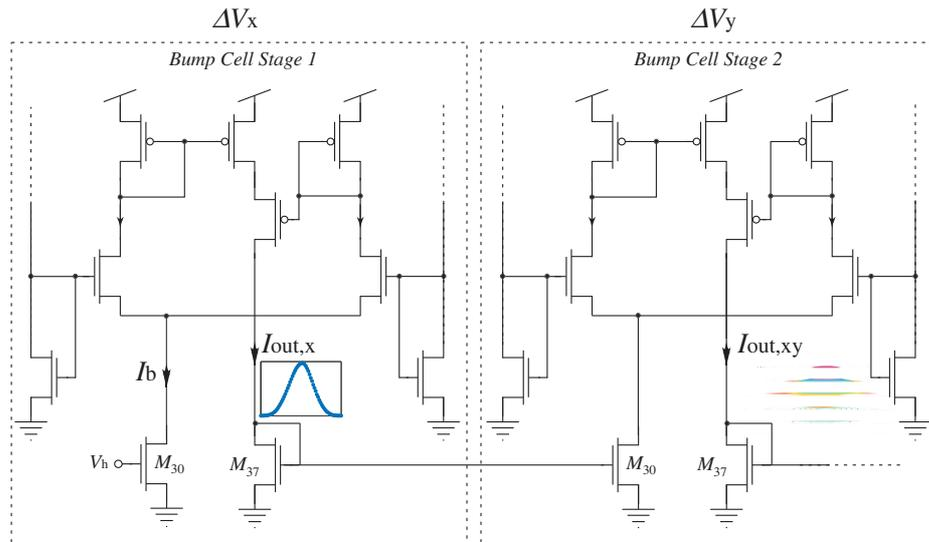 ΔVx
ΔVy
Bump Cell Stage 1
Bump Cell Stage 2
Iout,x
Iout,xy
Ib
Vh
M30
M37
M30
M37